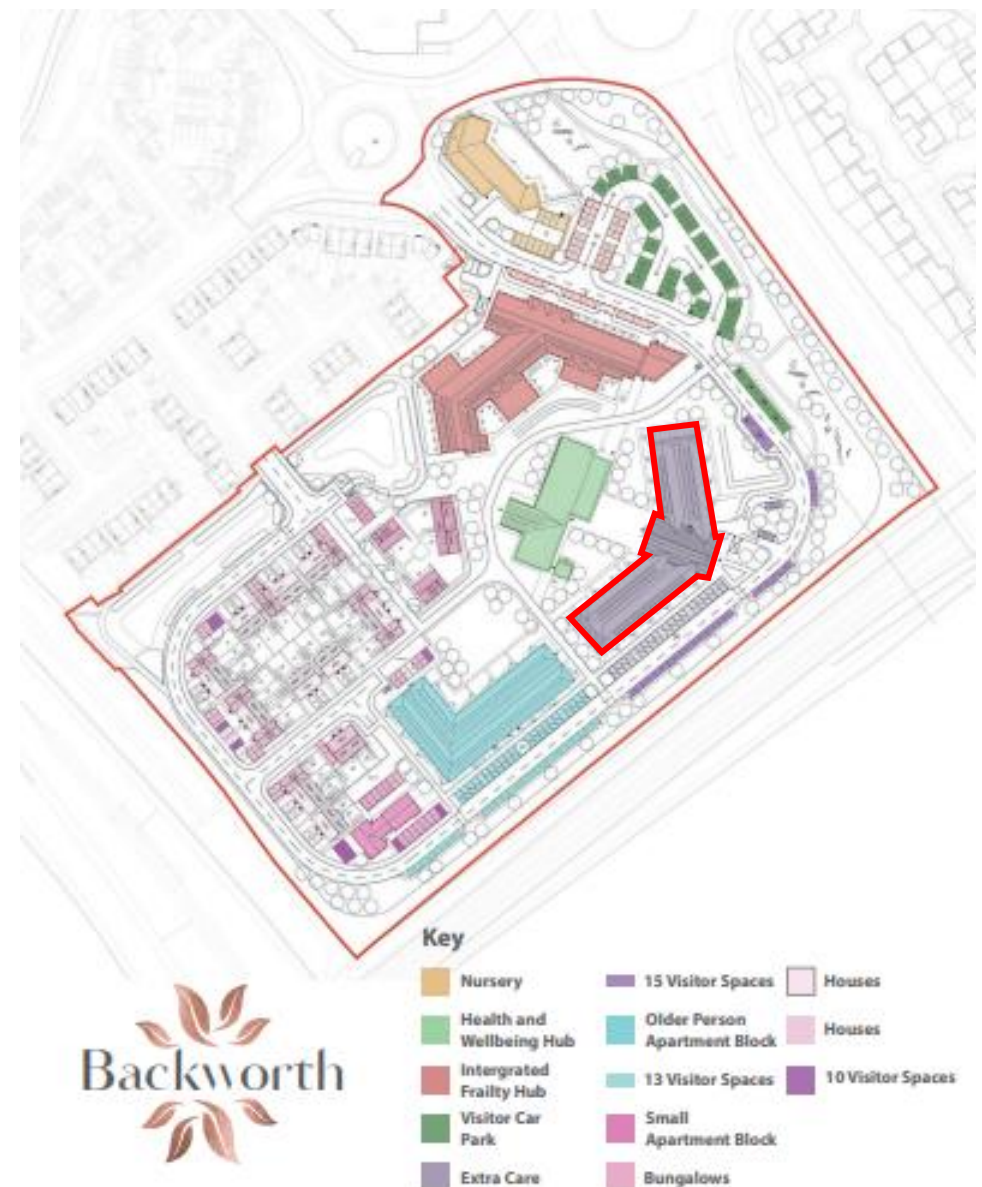 Key
Nursery
Health and
Wellbeing Hub
Intergrated
Frailty Hub
Visitor Car
Park
Extra Care
15 Visitor Spaces
Older Person
Apartment Block
13 Visitor Spaces
Small
Apartment Block
Bungalows
Houses
Houses
10 Visitor Spaces
Backworth